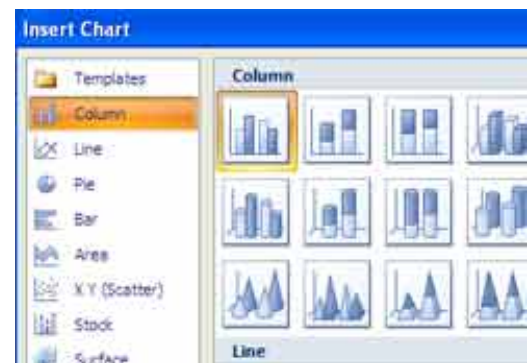 Insert Chart
Templates
Column
Line
Pie
Bar
Area
X Y (Scatter)
Stock
Surface
Column
Line